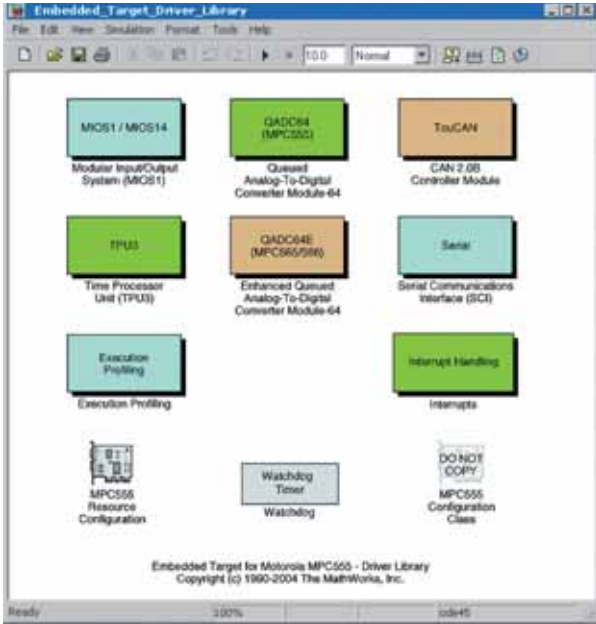 Embedded_Target_Driver_Library
File Edit View Simulation Format Tools Help
10.0 Normal
MIOS1 / MIOS14
Modular Input/Output
System (MIOS1)
QADC64
(MPC555)
Queued
Analog-To-Digital
Converter Module-64
TouCAN
CAN 2.0B
Controller Module
TPU3
Time Processor
Unit (TPU3)
QADC64E
(MPC565/566)
Enhanced Queued
Analog-To-Digital
Converter Module-64
Serial
Serial Communications
Interface (SCI)
Execution
Profiling
Execution Profiling
Interrupt Handling
Interrupts
MPC555
Resource
Configuration
Watchdog
Timer
Watchdog
DO NOT
COPY
MPC555
Configuration
Class
Embedded Target for Motorola MPC555 - Driver Library
Copyright (c) 1990-2004 The MathWorks, Inc.
Ready 100% ode45